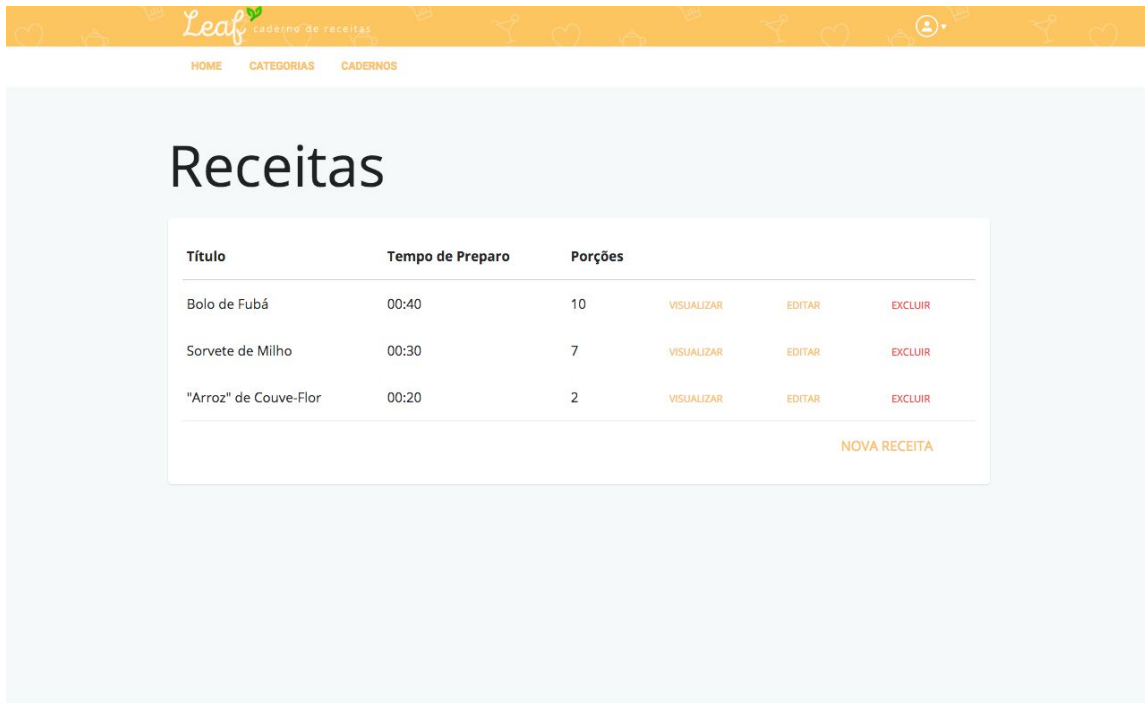 Leaf caderno de receitas
HOME CATEGORIAS CADERNOS
Receitas
Título Tempo de Preparo Porções
Bolo de Fubá 00:40 10 VISUALIZAR EDITAR EXCLUIR
Sorvete de Milho 00:30 7 VISUALIZAR EDITAR EXCLUIR
"Arroz" de Couve-Flor 00:20 2 VISUALIZAR EDITAR EXCLUIR
NOVA RECEITA